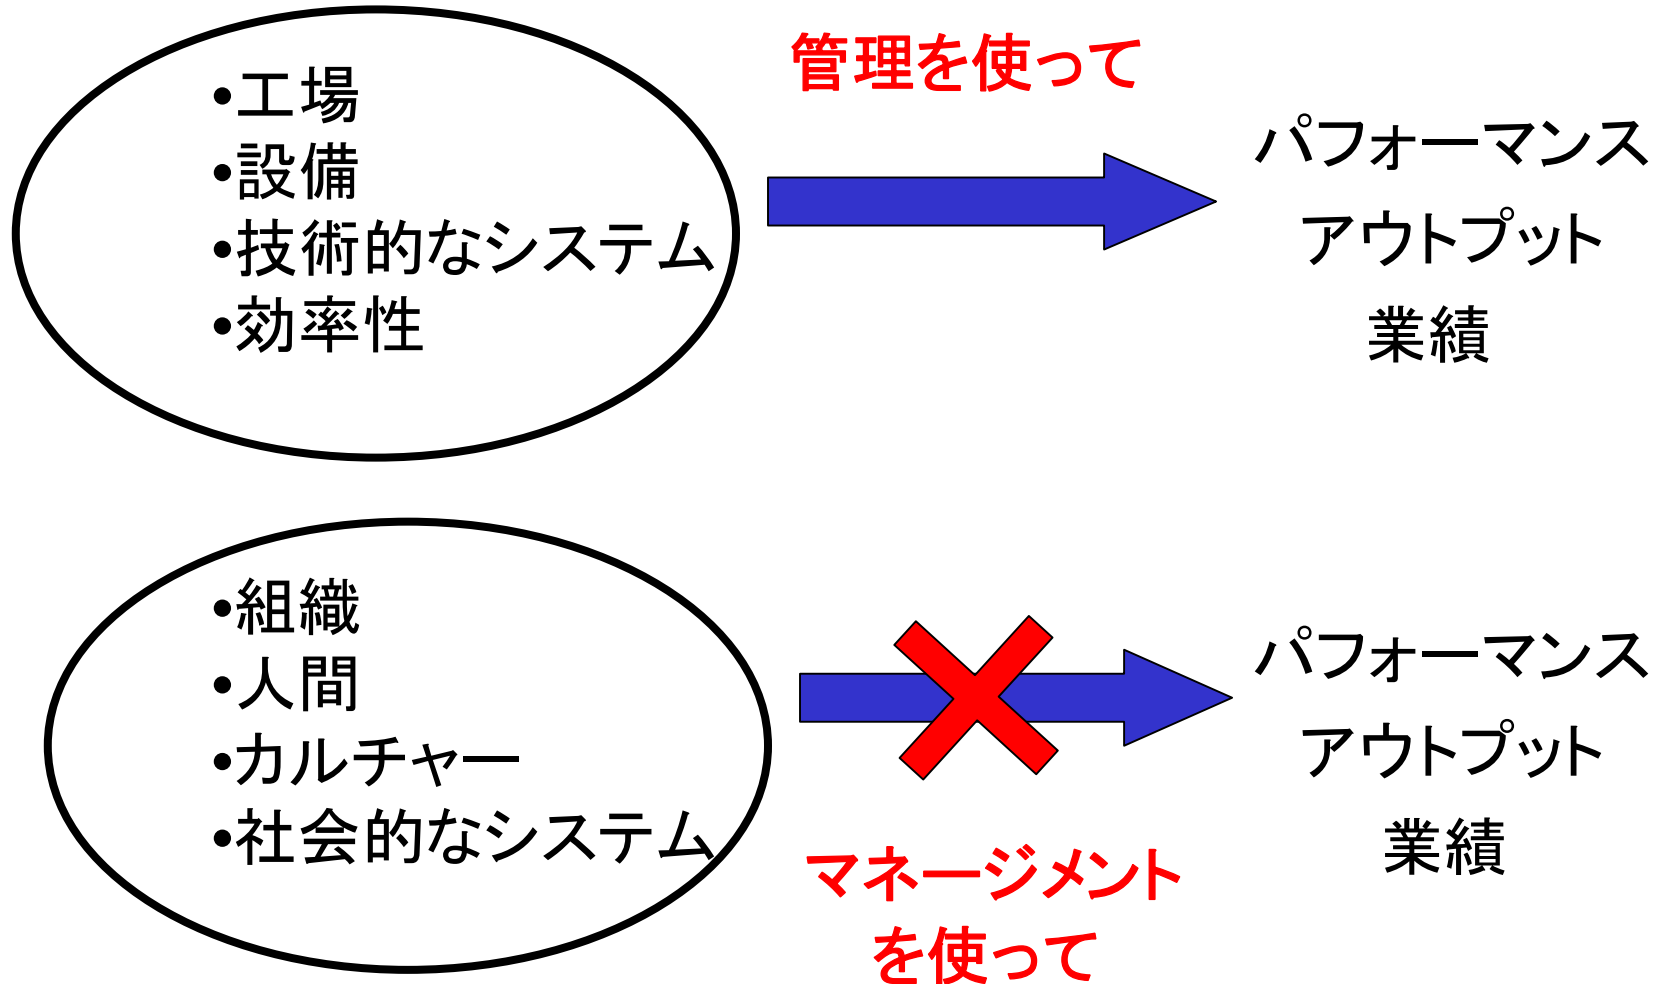 •工場
•設備
•技術的なシステム
•効率性
管理を使って
パフォーマンス
アウトプット
業績
•組織
•人間
•カルチャー
•社会的なシステム
マネージメント
を使って
パフォーマンス
アウトプット
業績